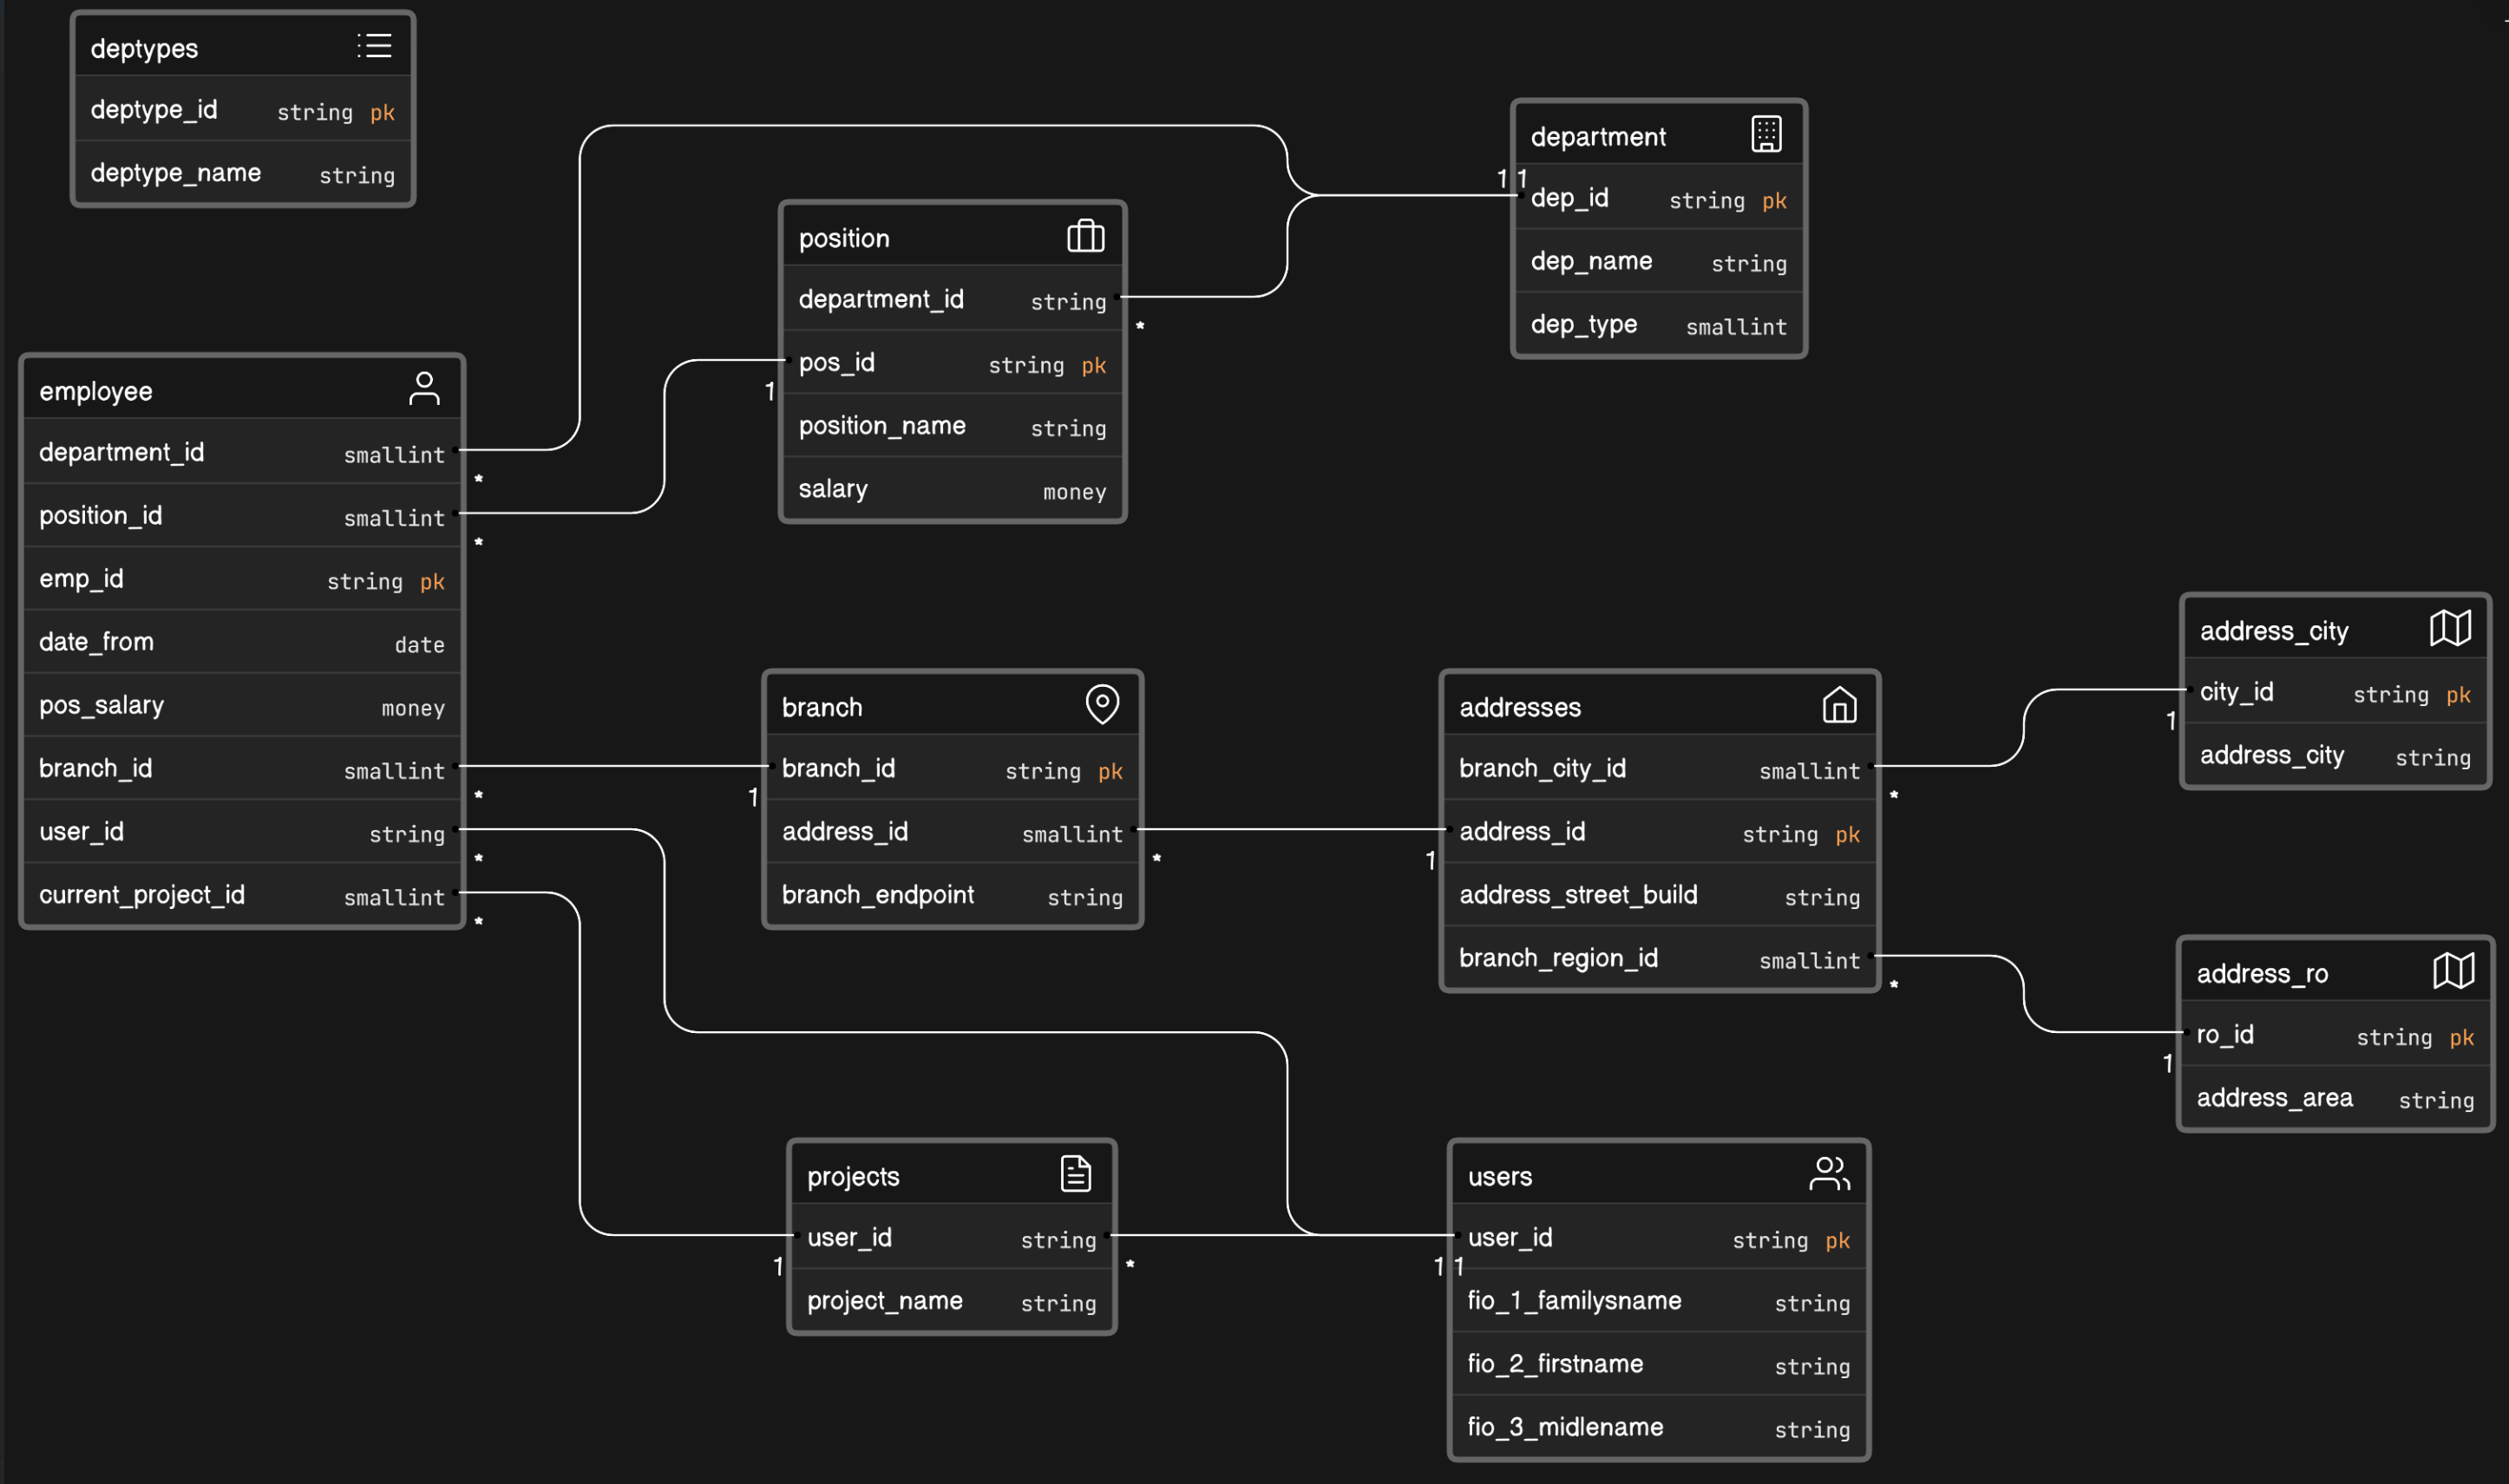 deptypes
deptype_id string pk
deptype_name string
department
1 1
dep_id string pk
dep_name string
dep_type smallint
position
department_id string
*
pos_id string pk
1
position_name string
salary money
employee
department_id smallint
*
position_id smallint
*
emp_id string pk
date_from date
pos_salary money
branch_id smallint
*
user_id string
*
current_project_id smallint
*
branch
branch_id string pk
1
address_id smallint
*
branch_endpoint string
addresses
branch_city_id smallint
*
address_id string pk
1
address_street_build string
branch_region_id smallint
*
address_city
city_id string pk
1
address_city string
address_ro
ro_id string pk
1
address_area string
projects
user_id string
1 *
project_name string
users
user_id string pk
1 1
fio_1_familysname string
fio_2_firstname string
fio_3_midlename string